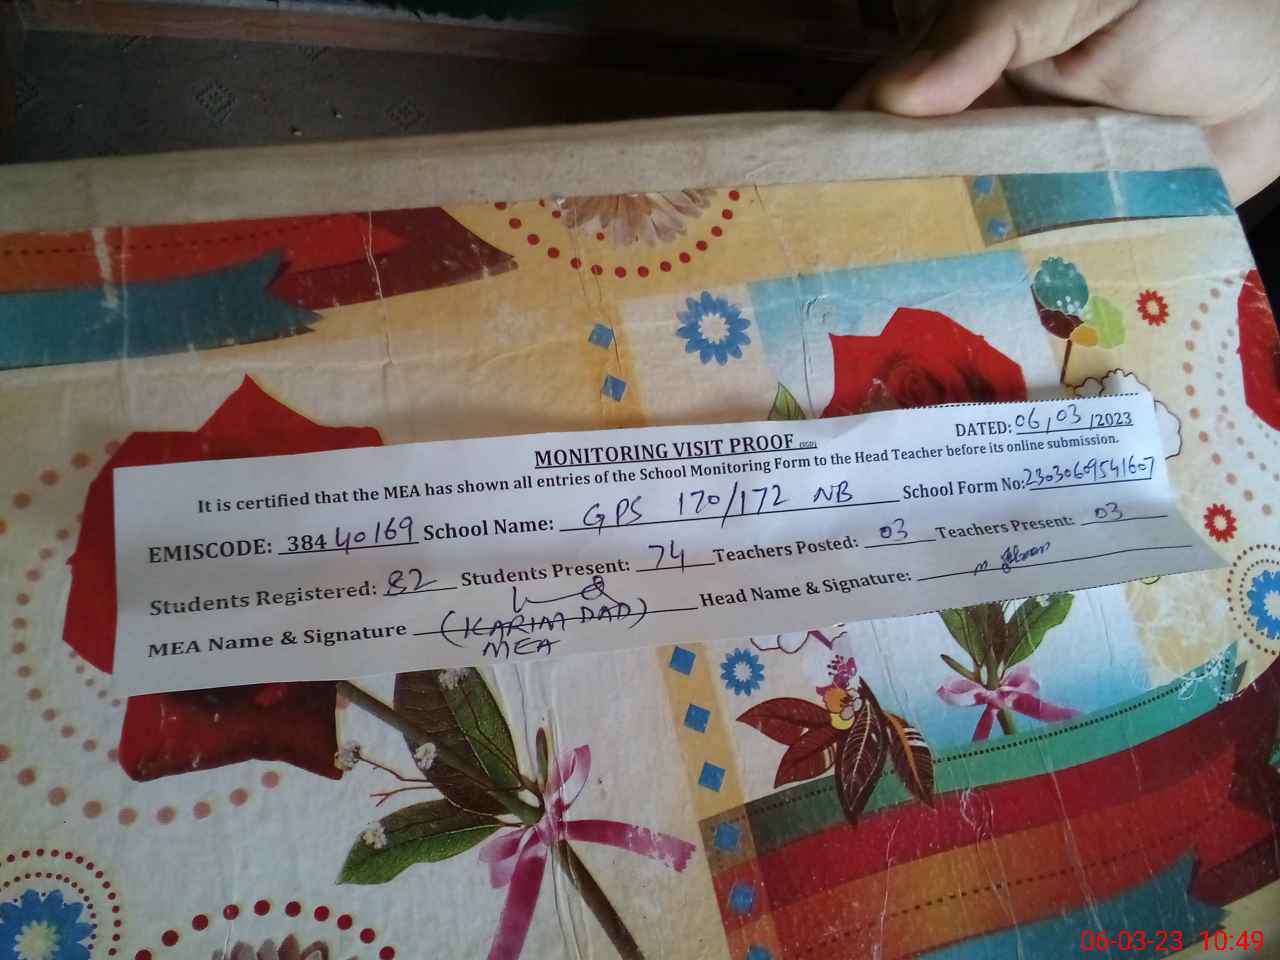 MONITORING VISIT PROOF
DATED: 06/03/2023
It is certified that the MEA has shown all entries of the School Monitoring Form to the Head Teacher before its online submission.
EMISCODE: 38440169 School Name: GPS 170/172 NB School Form No: 23030609541607
Students Registered: 82 Students Present: 74 Teachers Posted: 03 Teachers Present: 03
MEA Name & Signature (KARIM DAD) Head Name & Signature:
MEA
06-03-23 10:49